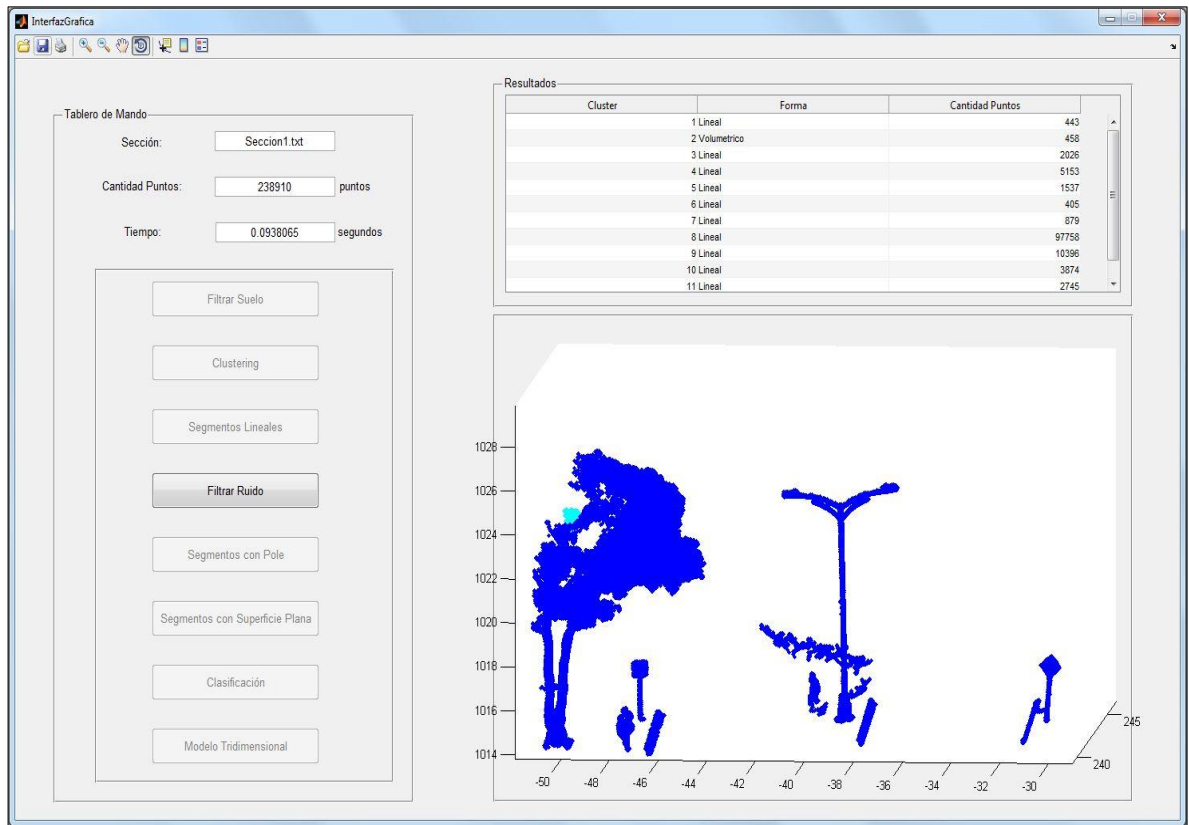 InterfazGrafica
Tablero de Mando
Sección: Seccion1.txt
Cantidad Puntos: 238910 puntos
Tiempo: 0.0938065 segundos
Filtrar Suelo
Clustering
Segmentos Lineales
Filtrar Ruido
Segmentos con Pole
Segmentos con Superficie Plana
Clasificación
Modelo Tridimensional
Resultados
Cluster Forma Cantidad Puntos
1 Lineal 443
2 Volumetrico 458
3 Lineal 2026
4 Lineal 5153
5 Lineal 1537
6 Lineal 405
7 Lineal 879
8 Lineal 97758
9 Lineal 10396
10 Lineal 3874
11 Lineal 2745
1028
1026
1024
1022
1020
1018
1016
1014
-50 -48 -46 -44 -42 -40 -38 -36 -34 -32 -30
240
245